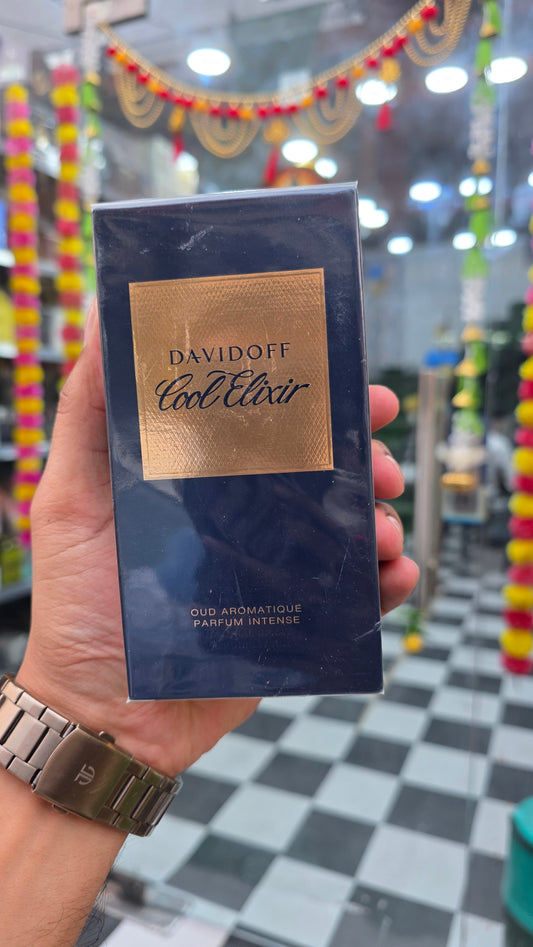 DAVIDOFF
Cool Elixir
OUD AROMATIQUE
PARFUM INTENSE